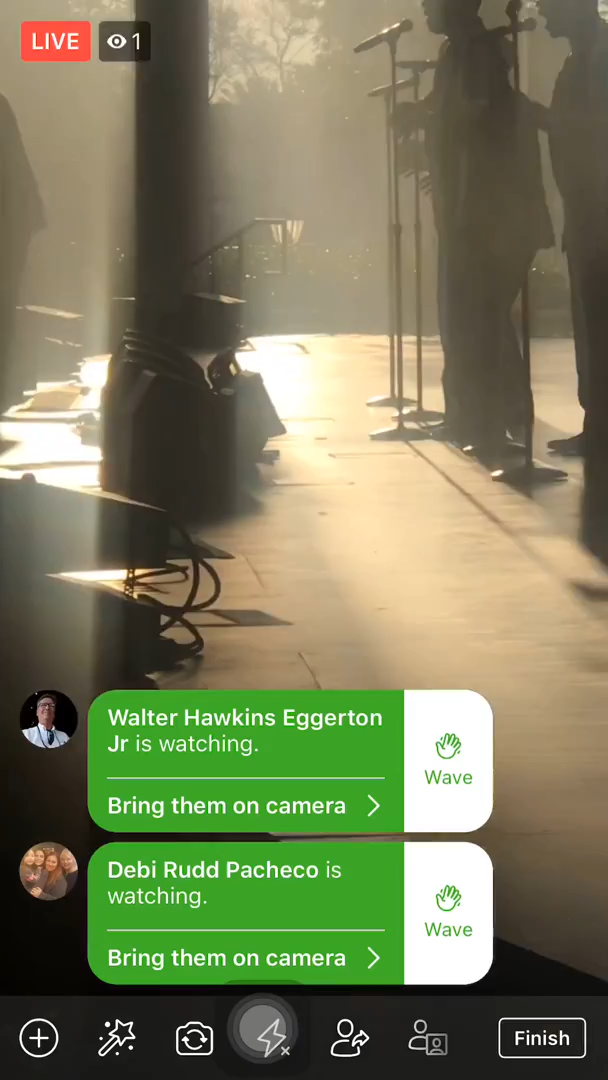 LIVE
1
Walter Hawkins Eggerton
Jr is watching.
Bring them on camera
Wave
Debi Rudd Pacheco is
watching.
Bring them on camera
Wave
Finish